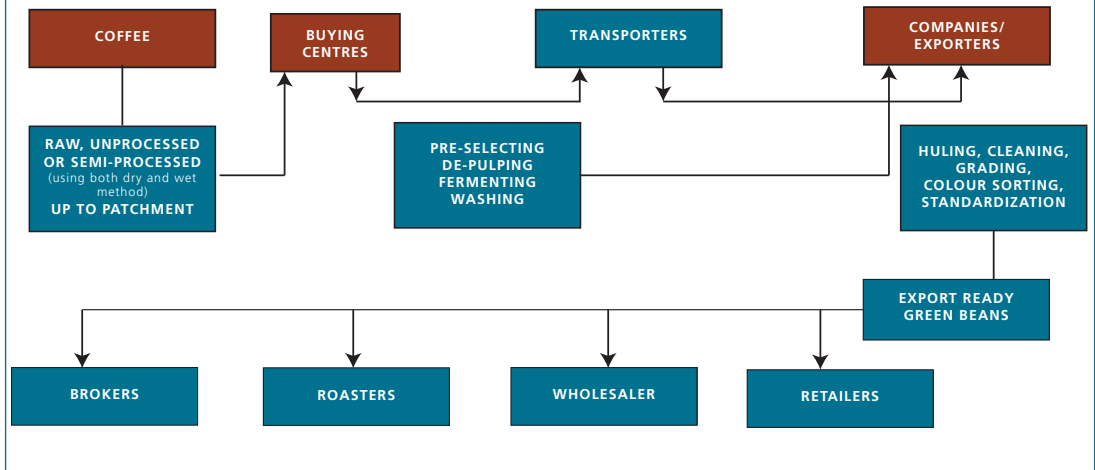 COFFEE
BUYING
CENTRES
TRANSPORTERS
COMPANIES/
EXPORTERS
RAW, UNPROCESSED
OR SEMI-PROCESSED
(using both dry and wet
method)
UP TO PATCHMENT
PRE-SELECTING
DE-PULPING
FERMENTING
WASHING
HULING, CLEANING,
GRADING,
COLOUR SORTING,
STANDARDIZATION
EXPORT READY
GREEN BEANS
BROKERS
ROASTERS
WHOLESALER
RETAILERS